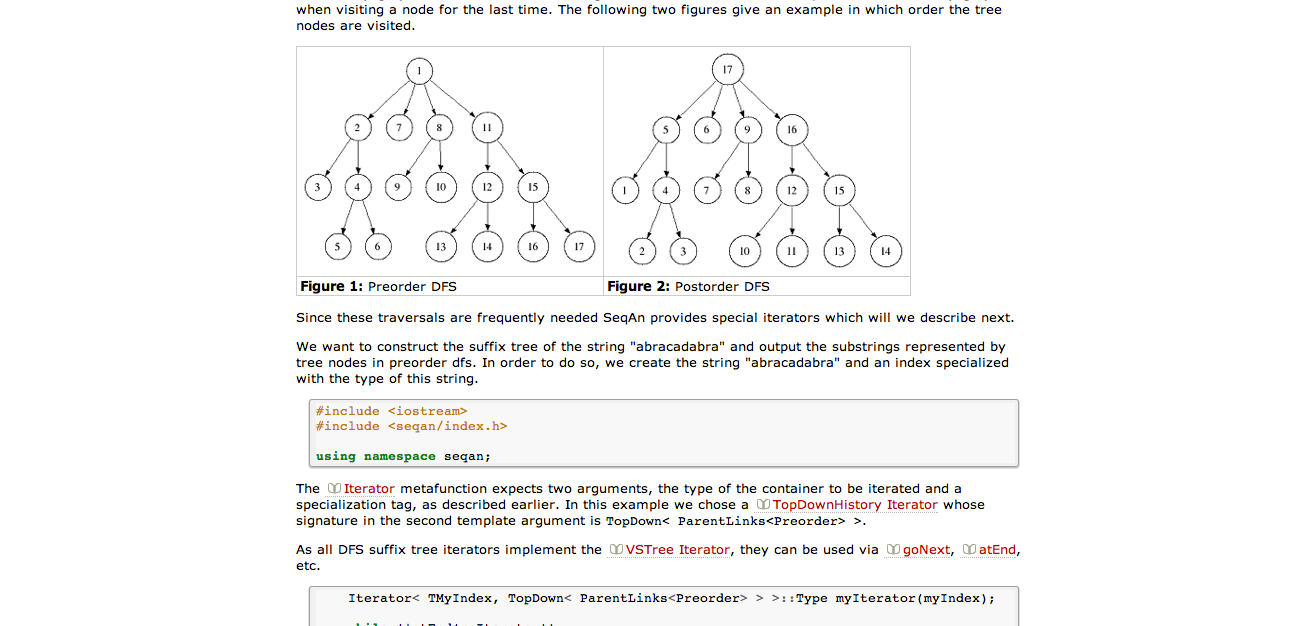 when visiting a node for the last time. The following two figures give an example in which order the tree
nodes are visited.
1
2 7 8 11
3 4 9 10 12 15
5 6 13 14 16 17
Figure 1: Preorder DFS
17
5 6 9 16
1 4 7 8 12 15
2 3 10 11 13 14
Figure 2: Postorder DFS
Since these traversals are frequently needed SeqAn provides special iterators which will we describe next.
We want to construct the suffix tree of the string "abracadabra" and output the substrings represented by
tree nodes in preorder dfs. In order to do so, we create the string "abracadabra" and an index specialized
with the type of this string.
#include <iostream>
#include <seqan/index.h>
using namespace seqan;
The Iterator metafunction expects two arguments, the type of the container to be iterated and a
specialization tag, as described earlier. In this example we chose a TopDownHistory Iterator whose
signature in the second template argument is TopDown< ParentLinks<Preorder> >.
As all DFS suffix tree iterators implement the VSTree Iterator, they can be used via goNext, atEnd,
etc.
Iterator< TMyIndex, TopDown< ParentLinks<Preorder> > >::Type myIterator(myIndex);